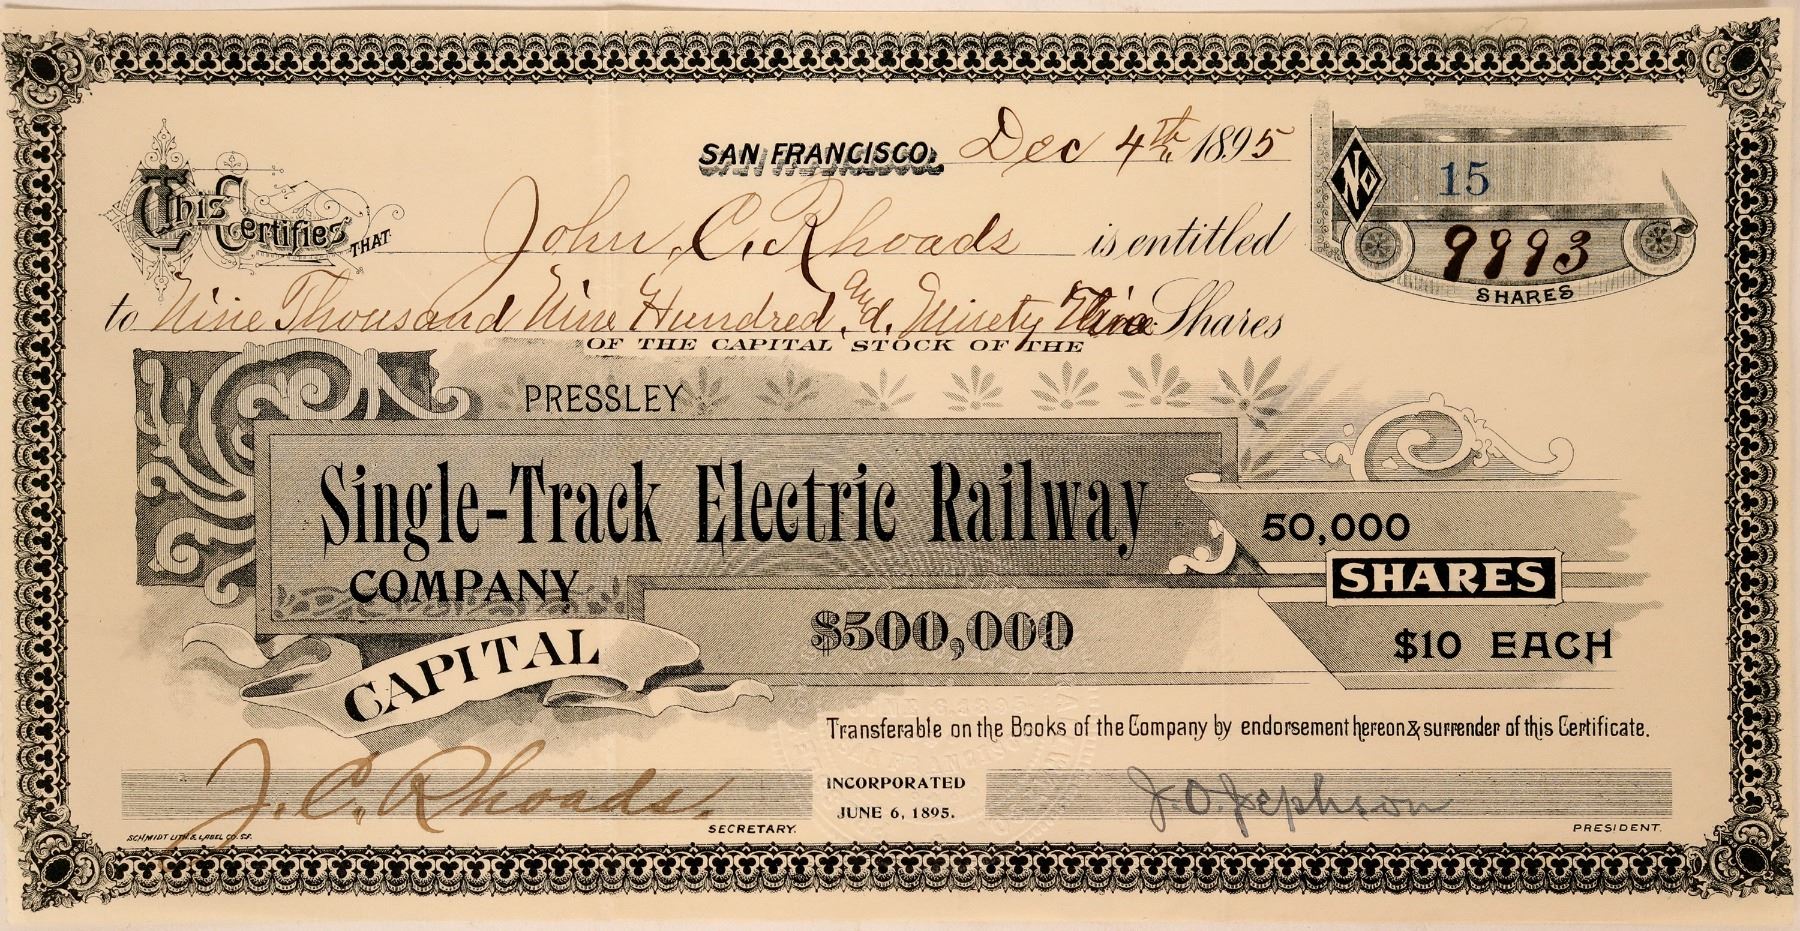 SAN FRANCISCO, Dec 4th 1895
No 15
This Certifies THAT John C. Rhoads is entitled
9993
SHARES
to Nine Thousand Nine Hundred and Ninety Shares
OF THE CAPITAL STOCK OF THE
PRESSLEY
Single-Track Electric Railway
COMPANY
50,000
SHARES
$10 EACH
CAPITAL
$500,000
Transferable on the Books of the Company by endorsement hereon & surrender of this Certificate.
J. C. Rhoads. SECRETARY.
INCORPORATED
JUNE 6, 1895.
J. O. Jephson PRESIDENT.
SCHMIDT LITH. & LABEL CO. S.F.